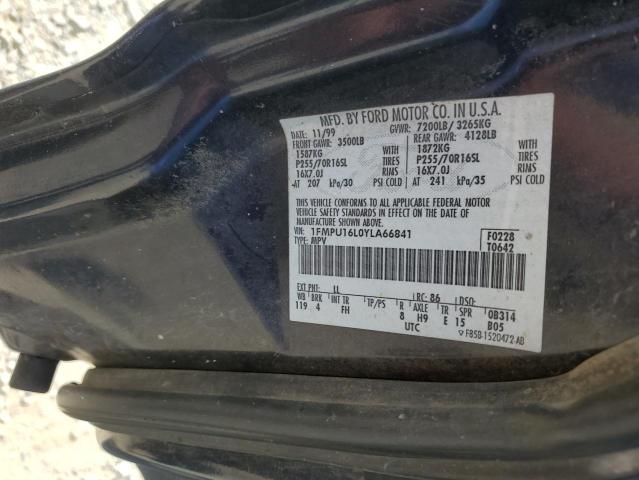 MFD. BY FORD MOTOR CO. IN U.S.A.
DATE: 11/99 GVWR: 7200LB/ 3265KG
FRONT GAWR: 3500LB REAR GAWR: 4128LB
1587KG WITH 1872KG WITH
P255/70R16SL TIRES P255/70R16SL TIRES
16X7.0J RIMS 16X7.0J RIMS
AT 207 kPa/30 PSI COLD AT 241 kPa/35 PSI COLD
THIS VEHICLE CONFORMS TO ALL APPLICABLE FEDERAL MOTOR
VEHICLE SAFETY STANDARDS IN EFFECT ON THE DATE OF
MANUFACTURE SHOWN ABOVE.
VIN: 1FMPU16L0YLA66841 F0228
TYPE: MPV T0642
EXT PNT: LL RC: 86 DSO:
WB BRK INT TR TP/PS R AXLE TR SPR 0B314
119 4 FH 8 H9 E 15 B05
UTC F85B-1520472-AB